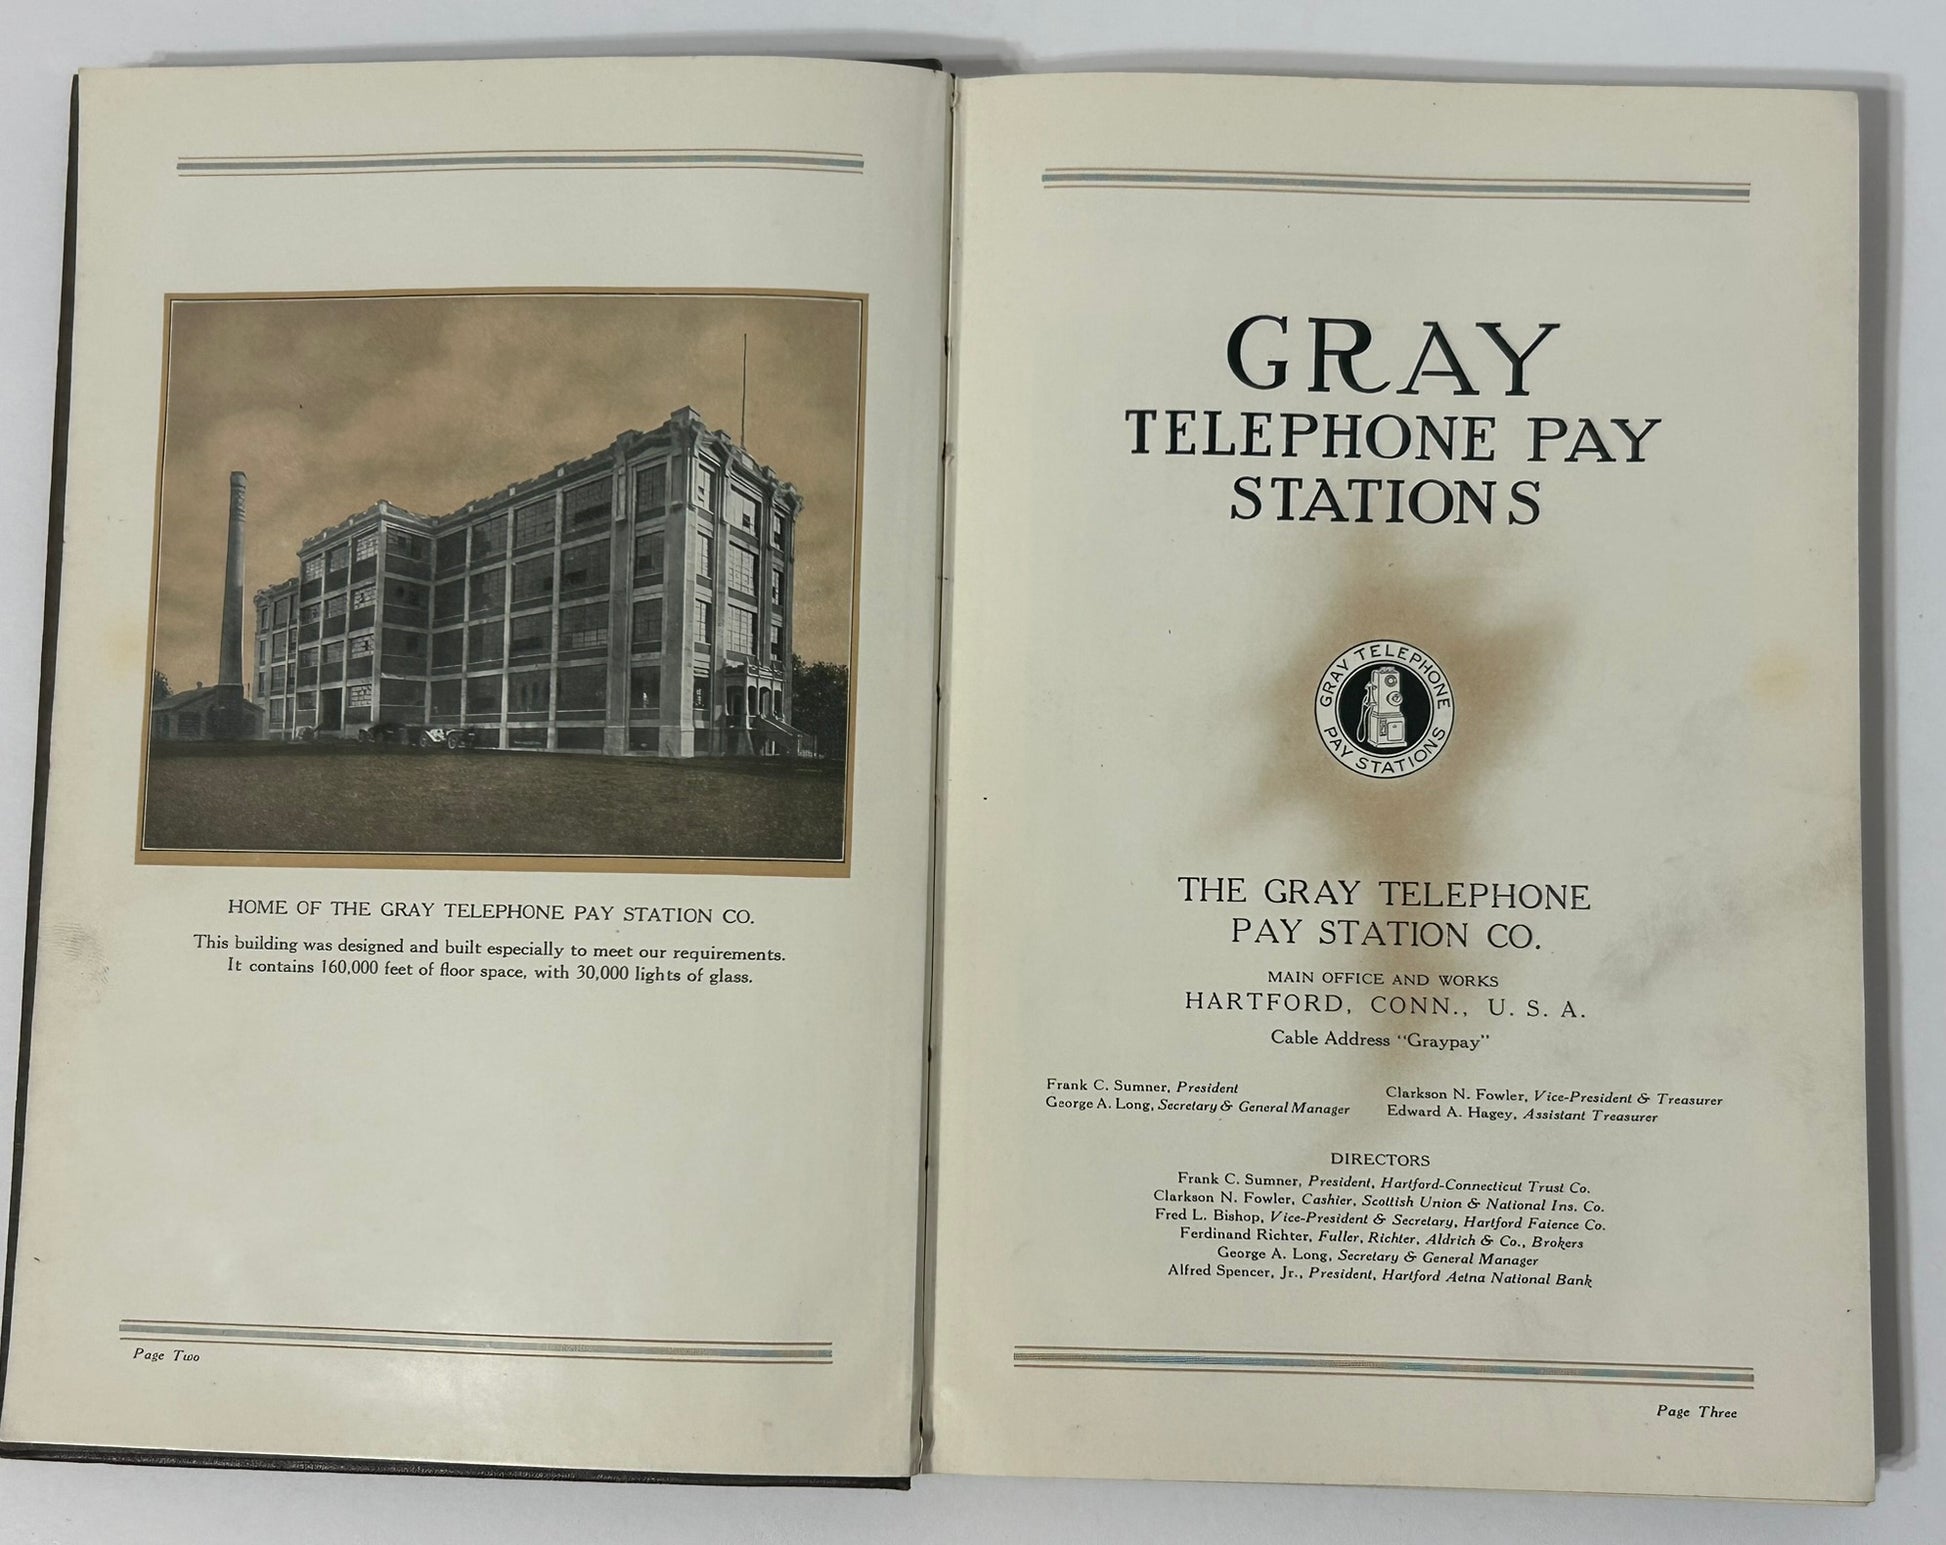 HOME OF THE GRAY TELEPHONE PAY STATION CO.
This building was designed and built especially to meet our requirements.
It contains 160,000 feet of floor space, with 30,000 lights of glass.
Page Two
GRAY
TELEPHONE PAY
STATIONS
GRAY TELEPHONE
PAY STATIONS
THE GRAY TELEPHONE
PAY STATION CO.
MAIN OFFICE AND WORKS
HARTFORD, CONN., U. S. A.
Cable Address "Graypay"
Frank C. Sumner, President
George A. Long, Secretary & General Manager
Clarkson N. Fowler, Vice-President & Treasurer
Edward A. Hagey, Assistant Treasurer
DIRECTORS
Frank C. Sumner, President, Hartford-Connecticut Trust Co.
Clarkson N. Fowler, Cashier, Scottish Union & National Ins. Co.
Fred L. Bishop, Vice-President & Secretary, Hartford Faience Co.
Ferdinand Richter, Fuller, Richter, Aldrich & Co., Brokers
George A. Long, Secretary & General Manager
Alfred Spencer, Jr., President, Hartford Aetna National Bank
Page Three